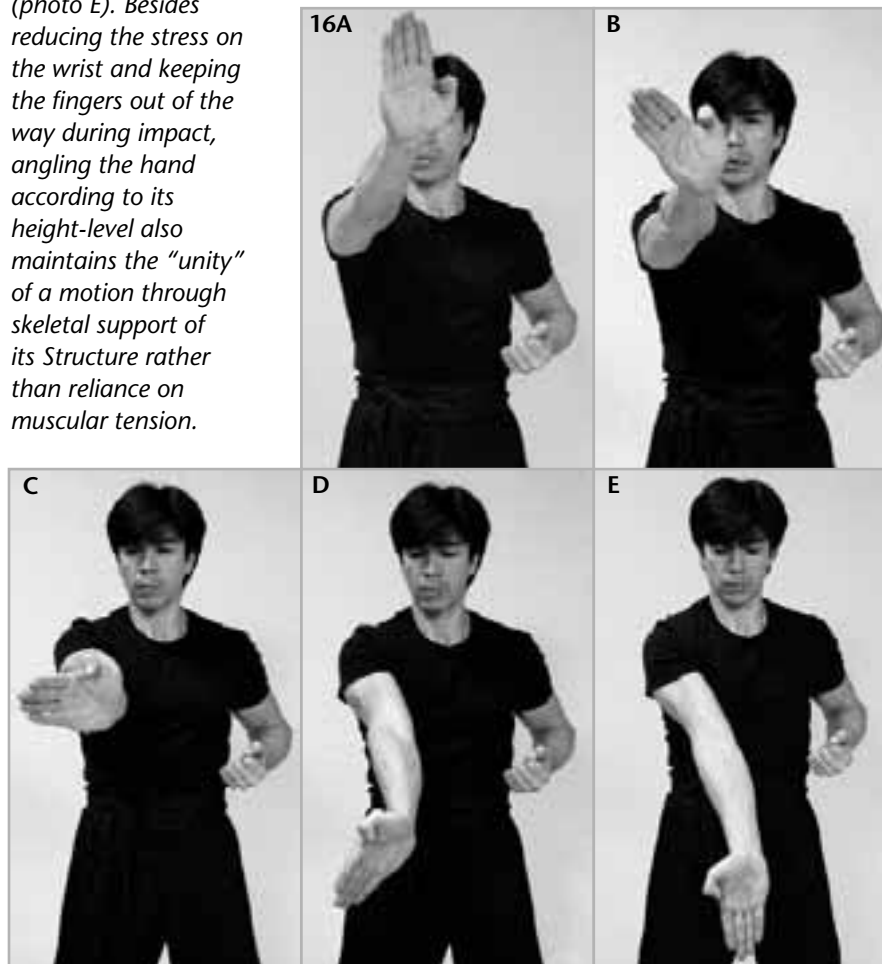 (photo E). Besides
reducing the stress on
the wrist and keeping
the fingers out of the
way during impact,
angling the hand
according to its
height-level also
maintains the “unity”
of a motion through
skeletal support of
its Structure rather
than reliance on
muscular tension.
16A
B
C
D
E